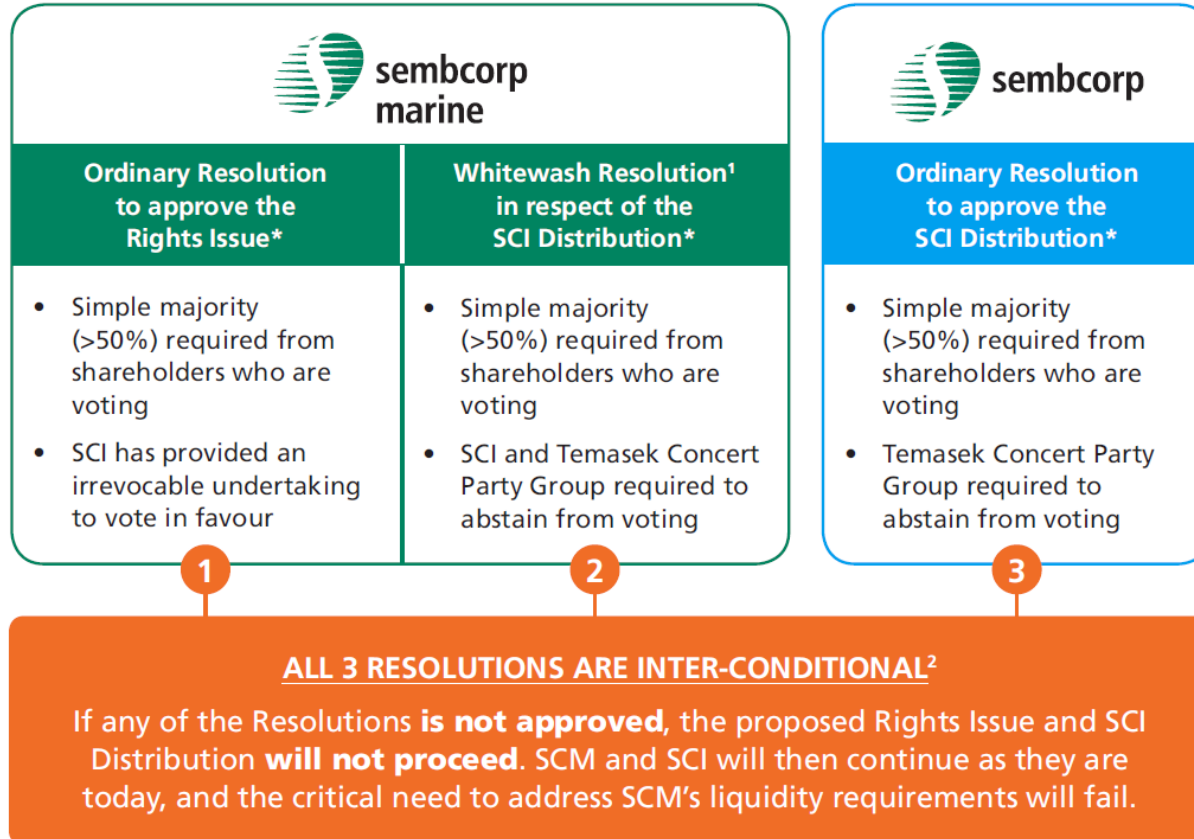 sembcorp
marine
Ordinary Resolution
to approve the
Rights Issue*
• Simple majority
(>50%) required from
shareholders who are
voting
• SCI has provided an
irrevocable undertaking
to vote in favour
1
Whitewash Resolution¹
in respect of the
SCI Distribution*
• Simple majority
(>50%) required from
shareholders who are
voting
• SCI and Temasek Concert
Party Group required to
abstain from voting
2
sembcorp
Ordinary Resolution
to approve the
SCI Distribution*
• Simple majority
(>50%) required from
shareholders who are
voting
• Temasek Concert Party
Group required to
abstain from voting
3
ALL 3 RESOLUTIONS ARE INTER-CONDITIONAL²
If any of the Resolutions is not approved, the proposed Rights Issue and SCI
Distribution will not proceed. SCM and SCI will then continue as they are
today, and the critical need to address SCM’s liquidity requirements will fail.